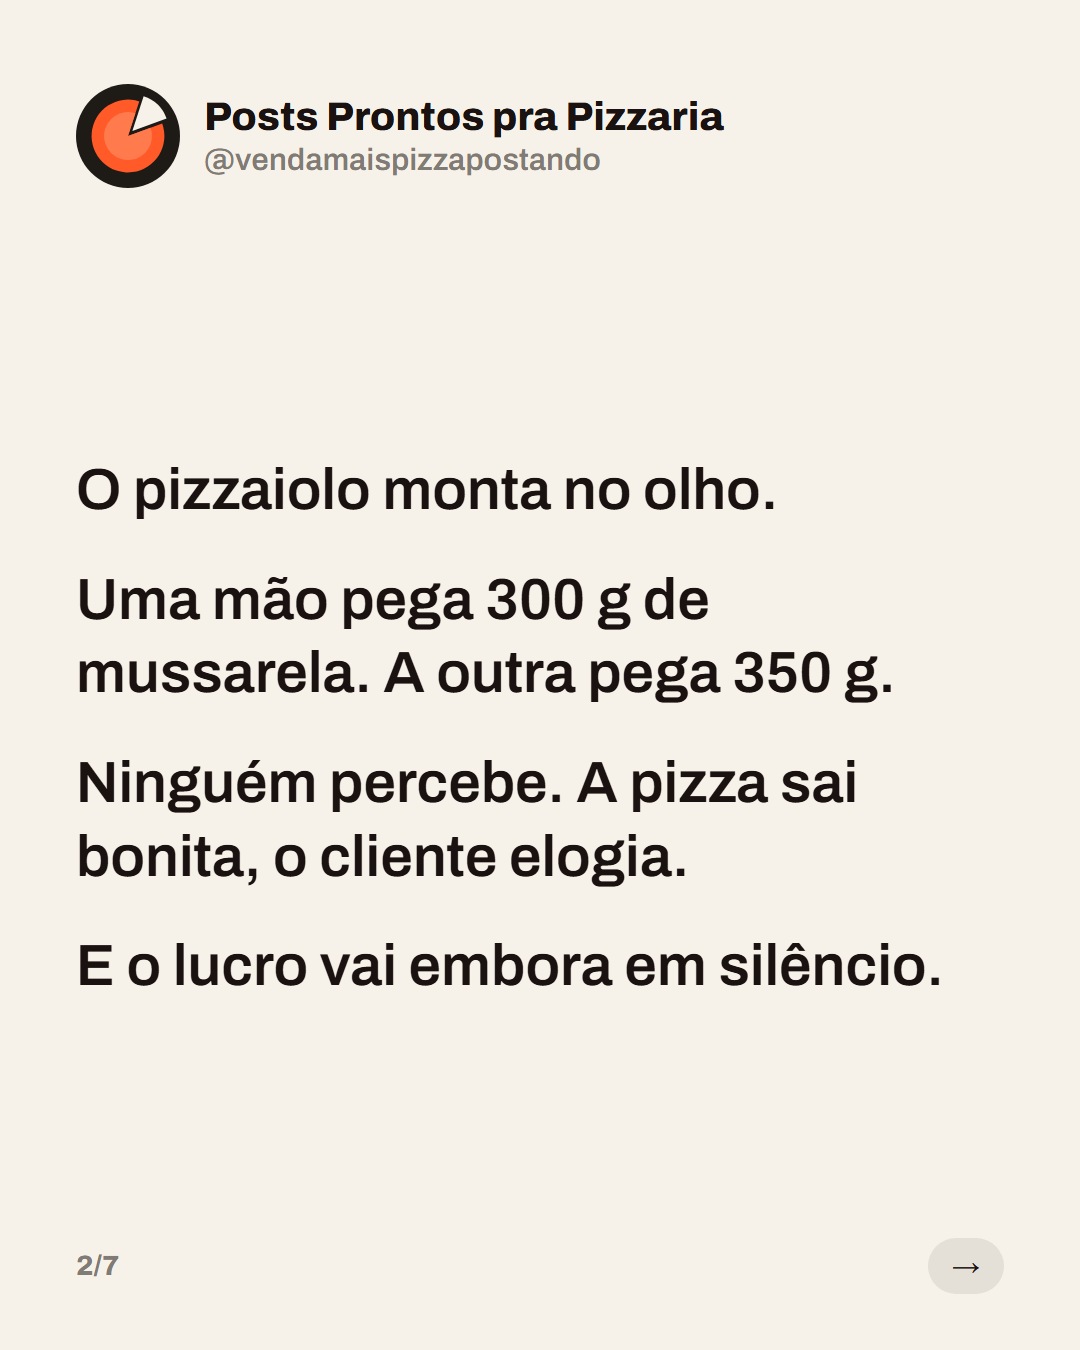 Posts Prontos pra Pizzaria
@vendamaispizzapostando
O pizzaiolo monta no olho.
Uma mão pega 300 g de
mussarela. A outra pega 350 g.
Ninguém percebe. A pizza sai
bonita, o cliente elogia.
E o lucro vai embora em silêncio.
2/7
→